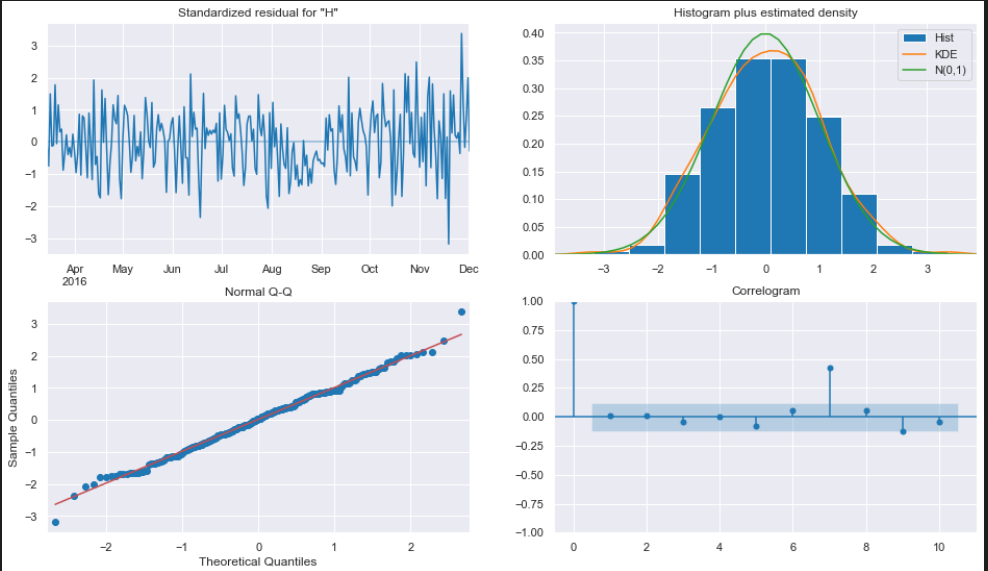 Standardized residual for "H"
3
2
1
0
−1
−2
−3
Apr
2016
May
Jun
Jul
Aug
Sep
Oct
Nov
Dec
Histogram plus estimated density
0.40
0.35
0.30
0.25
0.20
0.15
0.10
0.05
0.00
−3
−2
−1
0
1
2
3
Hist
KDE
N(0,1)
Normal Q-Q
Sample Quantiles
3
2
1
0
−1
−2
−3
−2
−1
0
1
2
Theoretical Quantiles
Correlogram
1.00
0.75
0.50
0.25
0.00
−0.25
−0.50
−0.75
−1.00
0
2
4
6
8
10